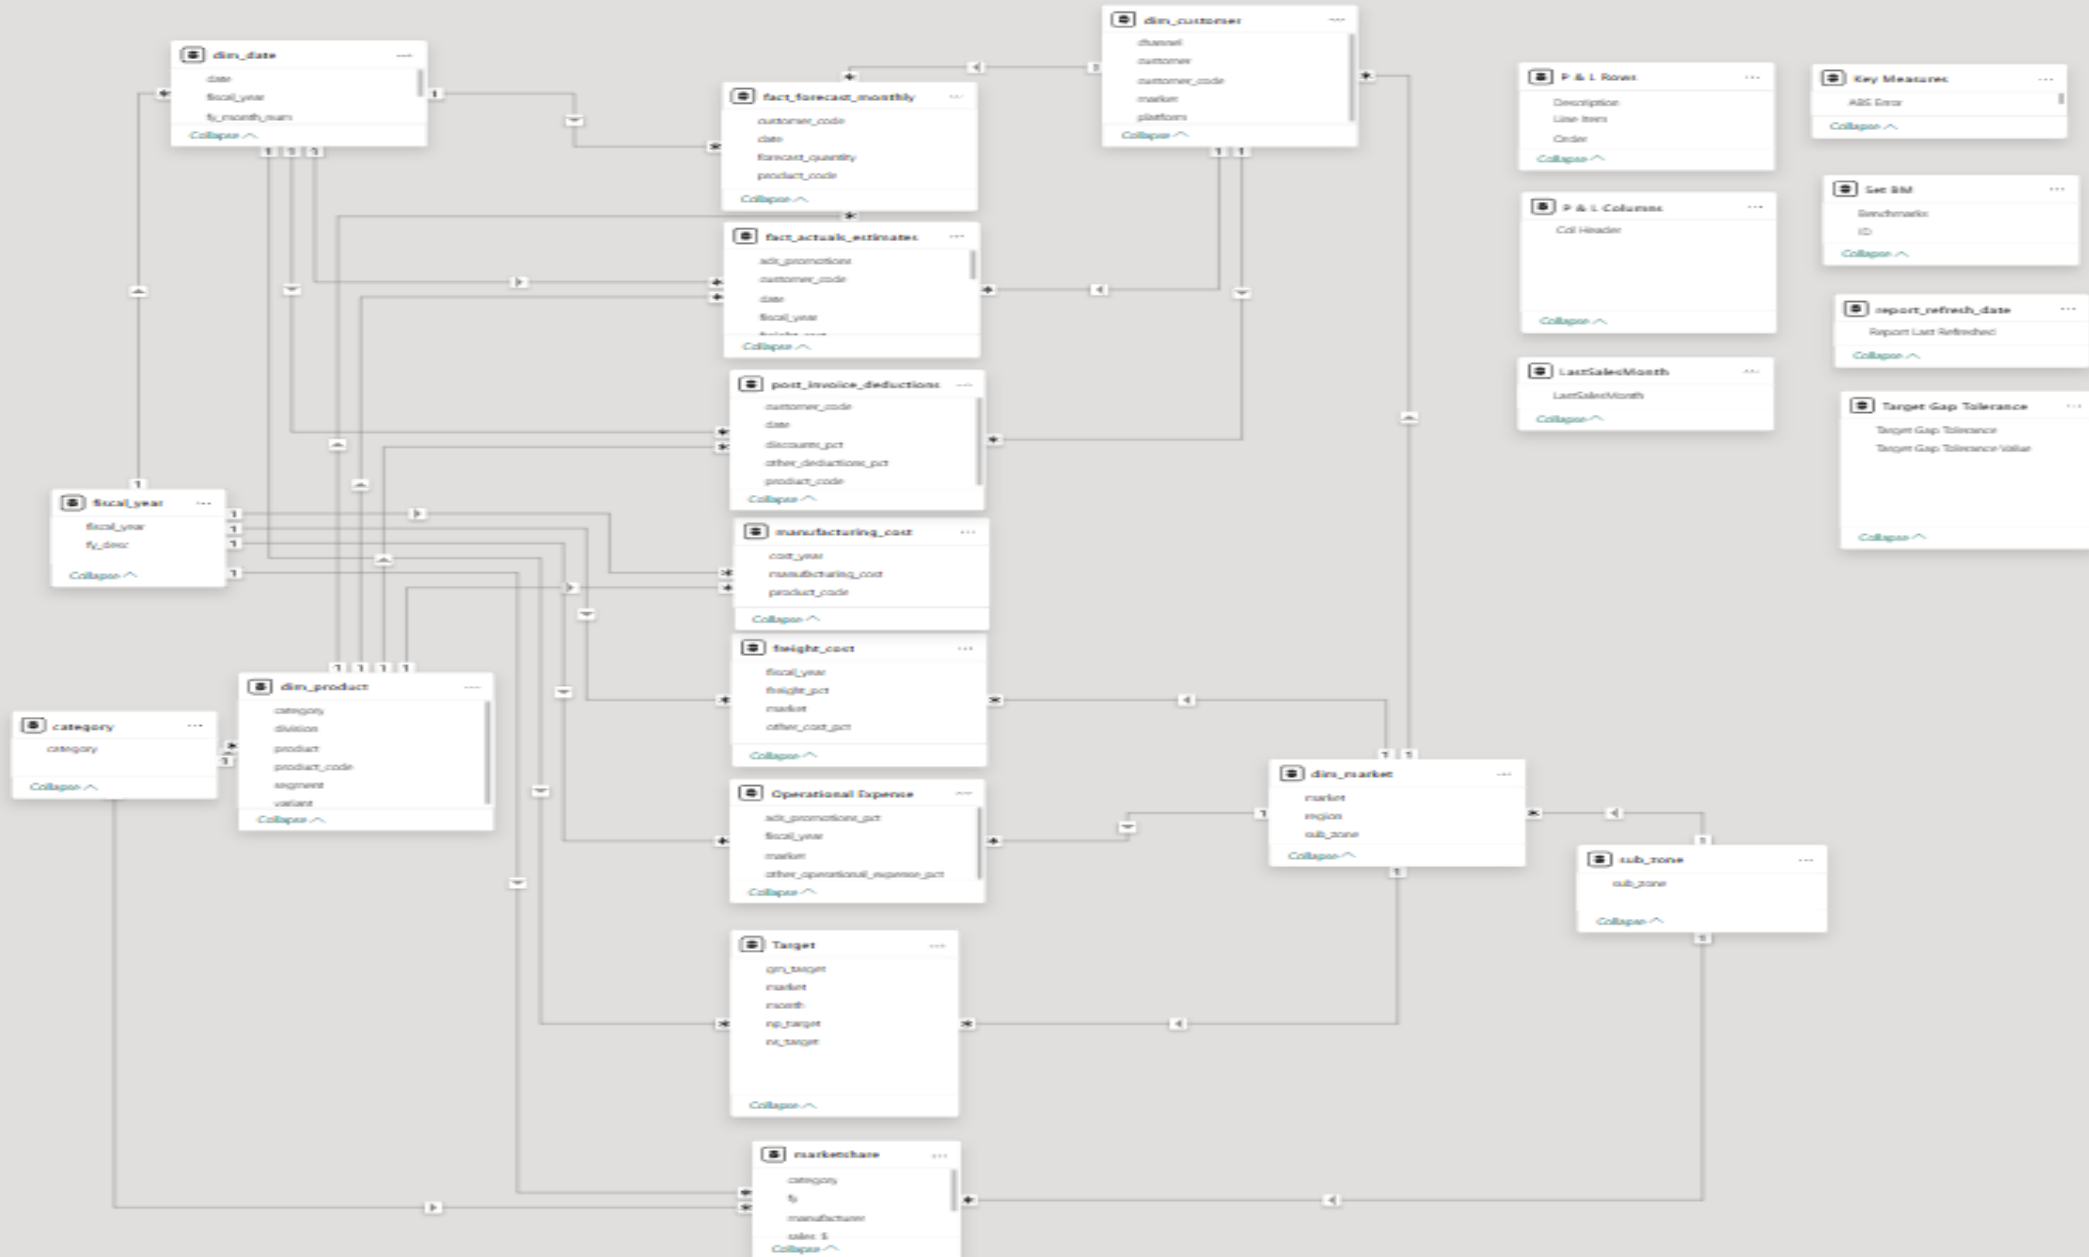 dim_date
date
fiscal_year
fy_month_num
Collapse
fact_forecast_monthly
customer_code
date
forecast_quantity
product_code
Collapse
dim_customer
channel
customer
customer_code
market
platform
Collapse
P & L Rows
Description
Line Item
Order
Collapse
Key Measures
ABS Error
Collapse
fact_actuals_estimates
ads_promotions
customer_code
date
fiscal_year
freight_cost
Collapse
P & L Columns
Col Header
Collapse
Set BM
Benchmarks
ID
Collapse
report_refresh_date
Report Last Refreshed
Collapse
post_invoice_deductions
customer_code
date
discounts_pct
other_deductions_pct
product_code
Collapse
LastSalesMonth
LastSalesMonth
Collapse
Target Gap Tolerance
Target Gap Tolerance
Target Gap Tolerance Value
Collapse
fiscal_year
fiscal_year
fy_desc
Collapse
manufacturing_cost
cost_year
manufacturing_cost
product_code
Collapse
freight_cost
fiscal_year
freight_pct
market
other_cost_pct
Collapse
category
category
Collapse
dim_product
category
division
product
product_code
segment
variant
Collapse
Operational Expense
ads_promotions_pct
fiscal_year
market
other_operational_expense_pct
Collapse
dim_market
market
region
sub_zone
Collapse
sub_zone
sub_zone
Collapse
Target
gm_target
market
month
np_target
ns_target
Collapse
marketshare
category
fy
manufacturer
sales_$
Collapse